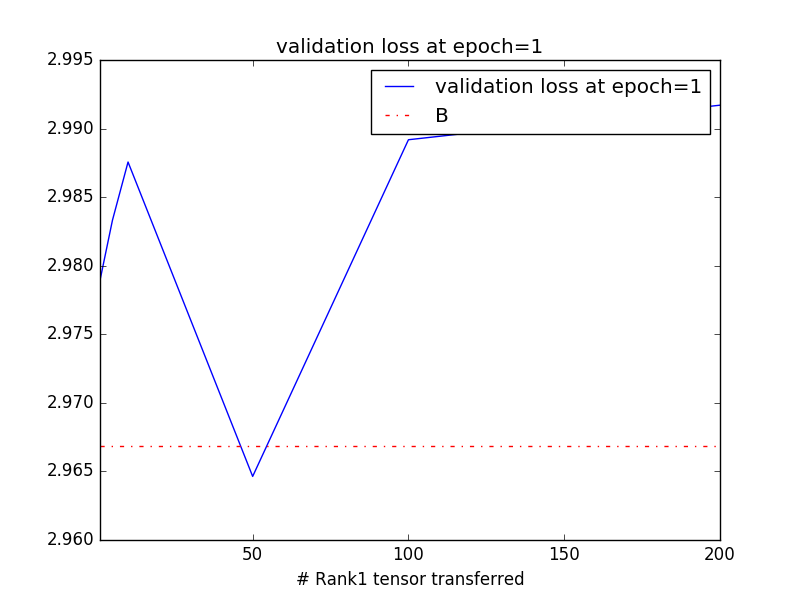 validation loss at epoch=1
2.995
2.990
2.985
2.980
2.975
2.970
2.965
2.960
validation loss at epoch=1
B
50 100 150 200
# Rank1 tensor transferred